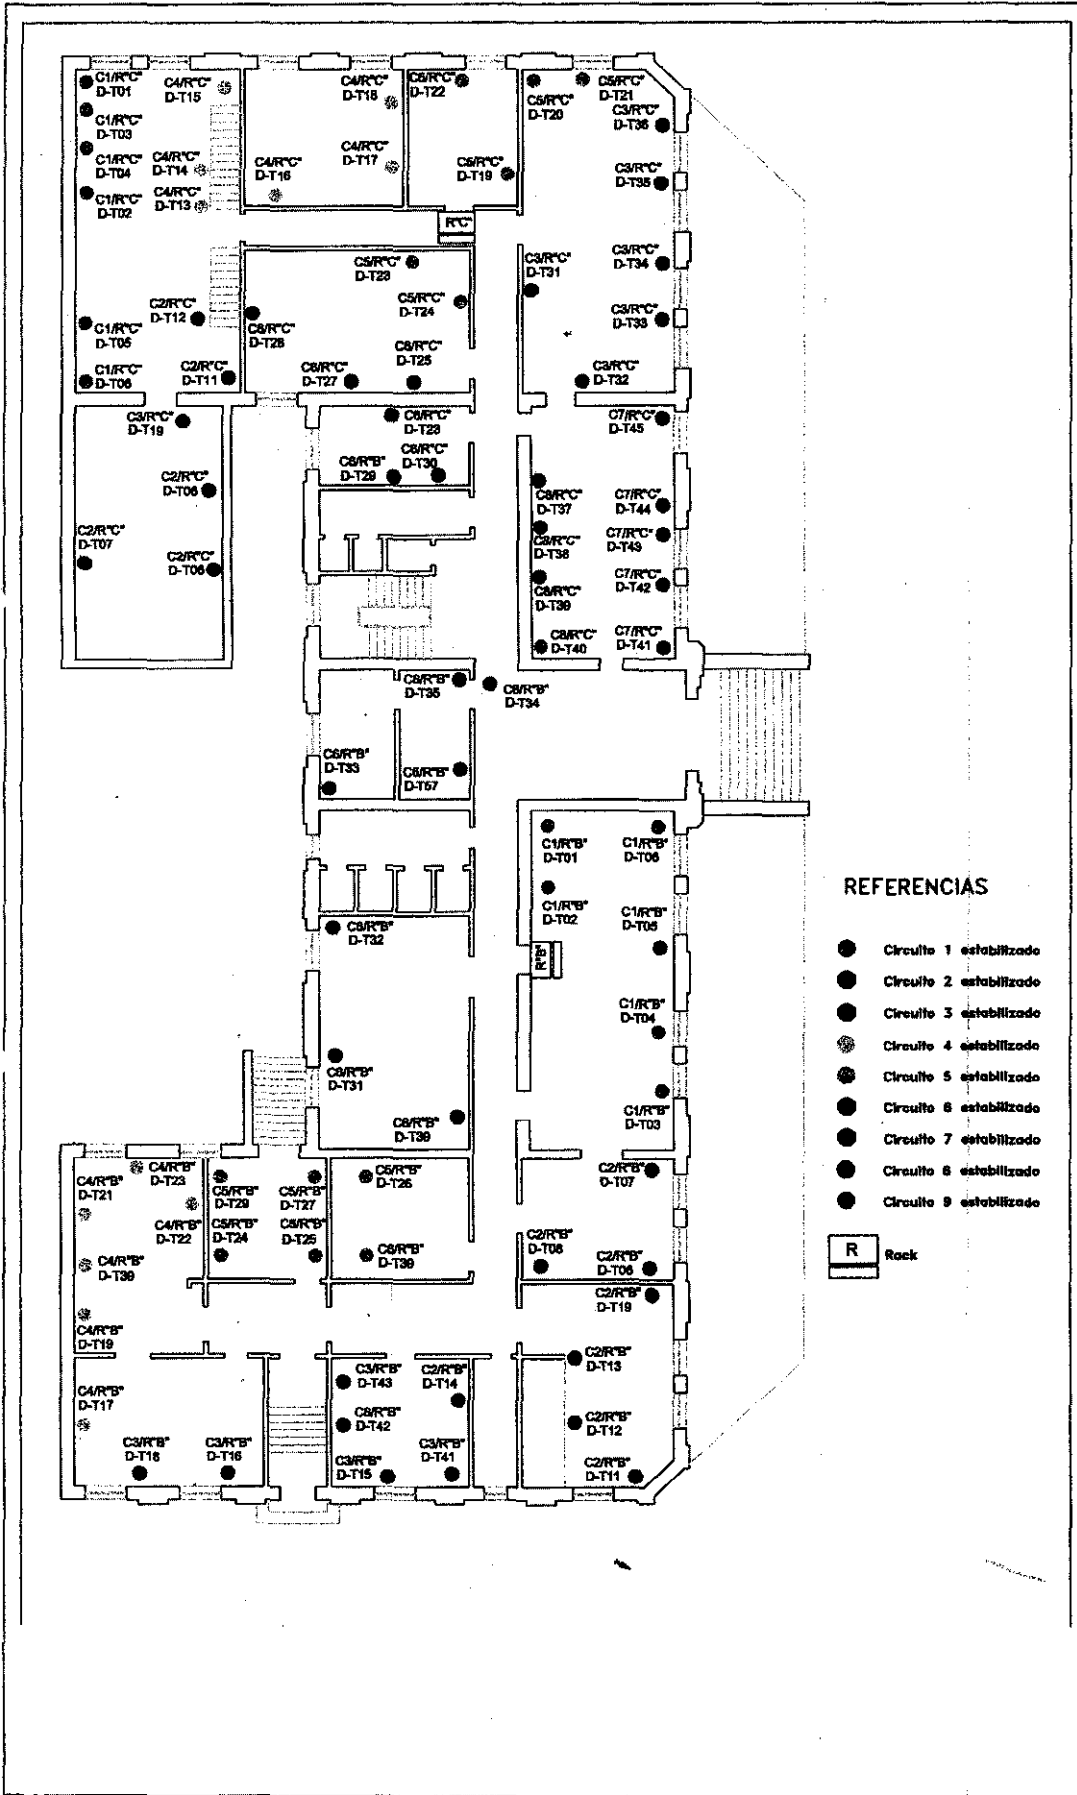 C1/R"C"
D-T01
C4/R"C"
D-T15
C1/R"C"
D-T03
C1/R"C"
D-T04
C4/R"C"
D-T14
C1/R"C"
D-T02
C4/R"C"
D-T13
C4/R"C"
D-T18
C4/R"C"
D-T17
C4/R"C"
D-T16
D-T22
C5/R"C"
D-T19
R"C"
C5/R"C"
D-T20
C5/R"C"
D-T21
C3/R"C"
D-T36
C3/R"C"
D-T35
C3/R"C"
D-T34
C3/R"C"
D-T31
C3/R"C"
D-T33
C3/R"C"
D-T32
C5/R"C"
D-T23
C5/R"C"
D-T24
C6/R"C"
D-T28
C6/R"C"
D-T25
C6/R"C"
D-T27
C2/R"C"
D-T12
C1/R"C"
D-T05
C1/R"C"
D-T06
C2/R"C"
D-T11
C3/R"C"
D-T19
C2/R"C"
D-T06
C2/R"C"
D-T07
C2/R"C"
D-T06
C6/R"C"
D-T23
C6/R"B"
D-T29
C6/R"C"
D-T30
C7/R"C"
D-T45
C8/R"C"
D-T37
C7/R"C"
D-T44
C8/R"C"
D-T38
C7/R"C"
D-T43
C8/R"C"
D-T39
C7/R"C"
D-T42
C8/R"C"
D-T40
C7/R"C"
D-T41
C6/R"B"
D-T35
C6/R"B"
D-T34
C6/R"B"
D-T33
C6/R"B"
D-T57
C1/R"B"
D-T01
C1/R"B"
D-T06
C1/R"B"
D-T02
C1/R"B"
D-T05
R"B"
C1/R"B"
D-T04
C1/R"B"
D-T03
C6/R"B"
D-T32
C6/R"B"
D-T31
C6/R"B"
D-T39
REFERENCIAS
Circuito 1 estabilizado
Circuito 2 estabilizado
Circuito 3 estabilizado
Circuito 4 estabilizado
Circuito 5 estabilizado
Circuito 6 estabilizado
Circuito 7 estabilizado
Circuito 8 estabilizado
Circuito 9 estabilizado
R
Rack
C4/R"B"
D-T21
C4/R"B"
D-T23
C4/R"B"
D-T22
C4/R"B"
D-T39
C4/R"B"
D-T19
C5/R"B"
D-T29
C5/R"B"
D-T27
C5/R"B"
D-T24
C5/R"B"
D-T25
C5/R"B"
D-T26
C6/R"B"
D-T39
C2/R"B"
D-T07
C2/R"B"
D-T08
C2/R"B"
D-T06
C2/R"B"
D-T19
C2/R"B"
D-T13
C2/R"B"
D-T12
C2/R"B"
D-T11
C4/R"B"
D-T17
C3/R"B"
D-T18
C3/R"B"
D-T16
C3/R"B"
D-T43
C2/R"B"
D-T14
C6/R"B"
D-T42
C3/R"B"
D-T15
C3/R"B"
D-T41